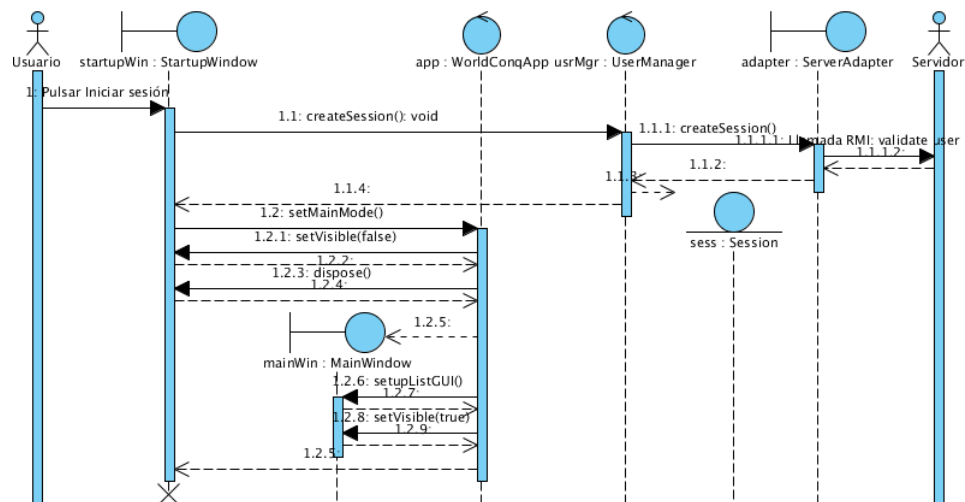 Usuario
startupWin : StartupWindow
app : WorldConqApp
usrMgr : UserManager
adapter : ServerAdapter
Servidor
1: Pulsar Iniciar sesión
1.1: createSession(): void
1.1.1: createSession()
1.1.1.1: Llamada RMI: validate user
1.1.1.2:
1.1.2:
1.1.3:
1.1.4:
sess : Session
1.2: setMainMode()
1.2.1: setVisible(false)
1.2.2:
1.2.3: dispose()
1.2.4:
1.2.5:
mainWin : MainWindow
1.2.6: setupListGUI()
1.2.7:
1.2.8: setVisible(true)
1.2.9:
1.2.5: